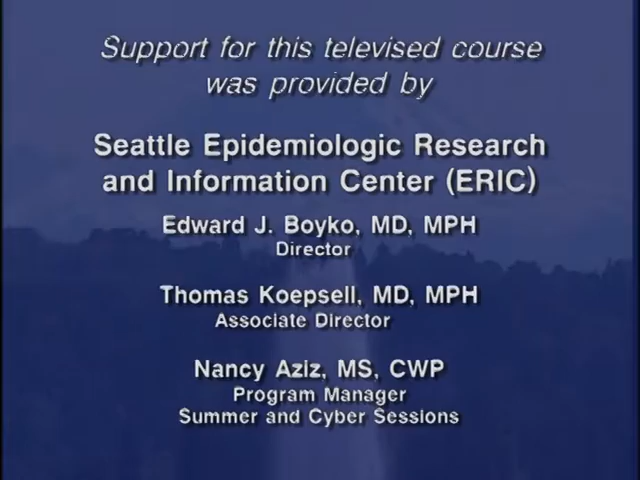 Support for this televised course
was provided by
Seattle Epidemiologic Research
and Information Center (ERIC)
Edward J. Boyko, MD, MPH
Director
Thomas Koepsell, MD, MPH
Associate Director
Nancy Aziz, MS, CWP
Program Manager
Summer and Cyber Sessions